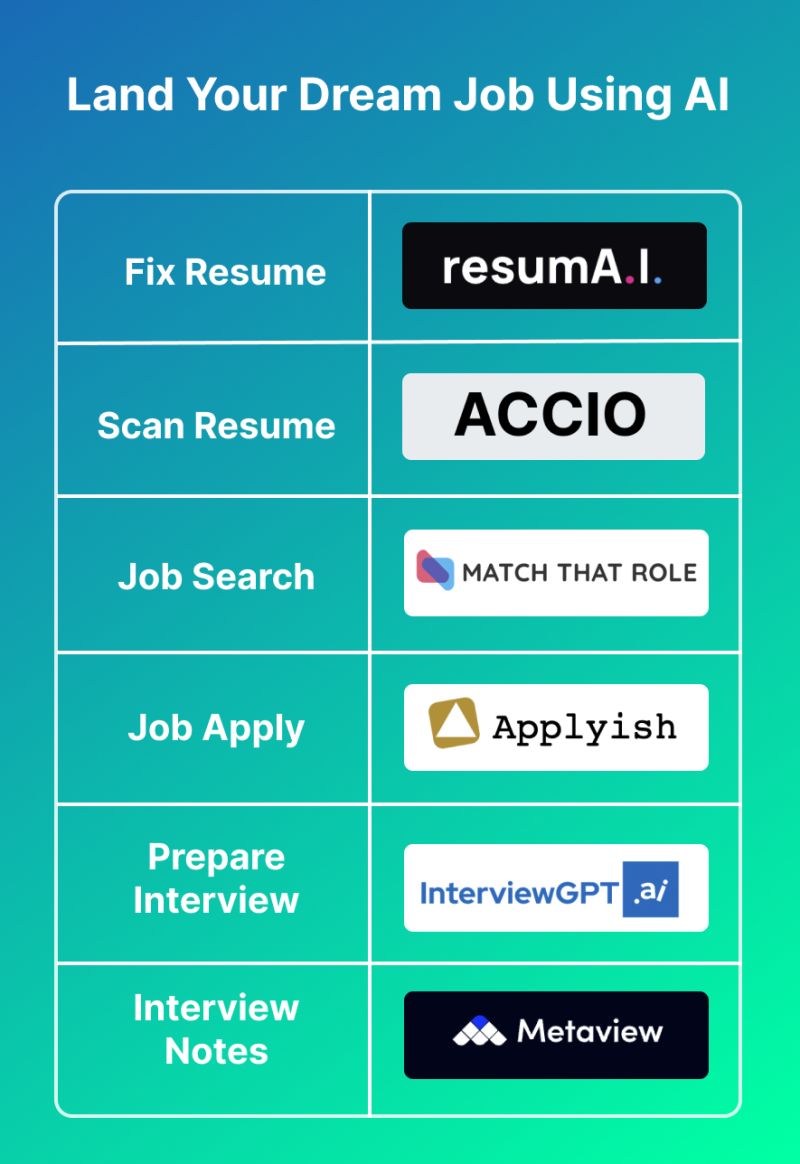 Land Your Dream Job Using AI
Fix Resume
resumA.I.
Scan Resume
ACCIO
Job Search
MATCH THAT ROLE
Job Apply
Applyish
Prepare
Interview
InterviewGPT .ai
Interview
Notes
Metaview